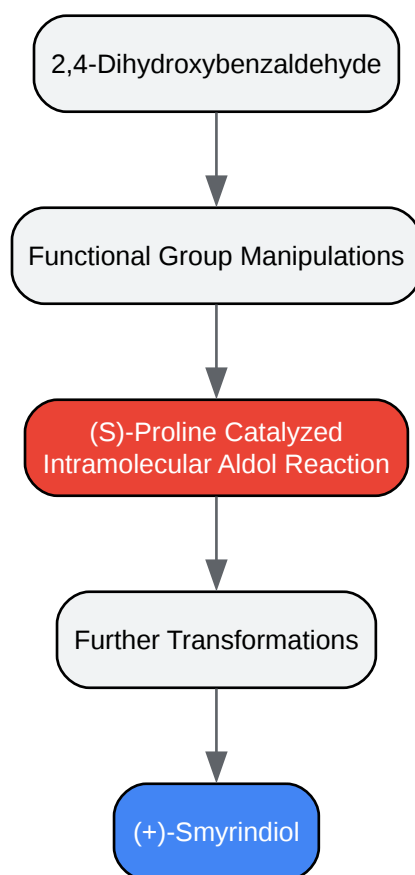 2,4-Dihydroxybenzaldehyde
Functional Group Manipulations
(S)-Proline Catalyzed
Intramolecular Aldol Reaction
Further Transformations
(+)-Smyrindiol